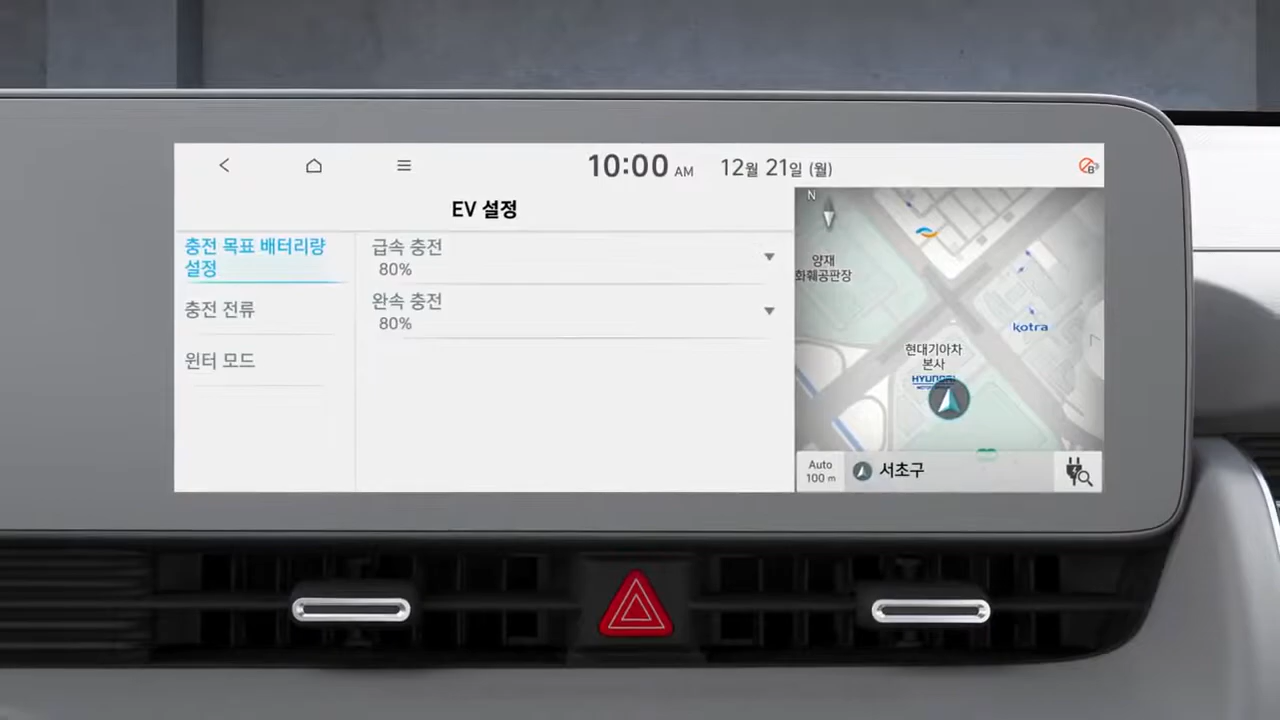 10:00 AM 12월 21일 (월)
EV 설정
충전 목표 배터리량
설정
충전 전류
윈터 모드
급속 충전
80%
완속 충전
80%
N
양재
화훼공판장
kotra
현대기아차
본사
HYUNDAI
Auto
100 m
서초구